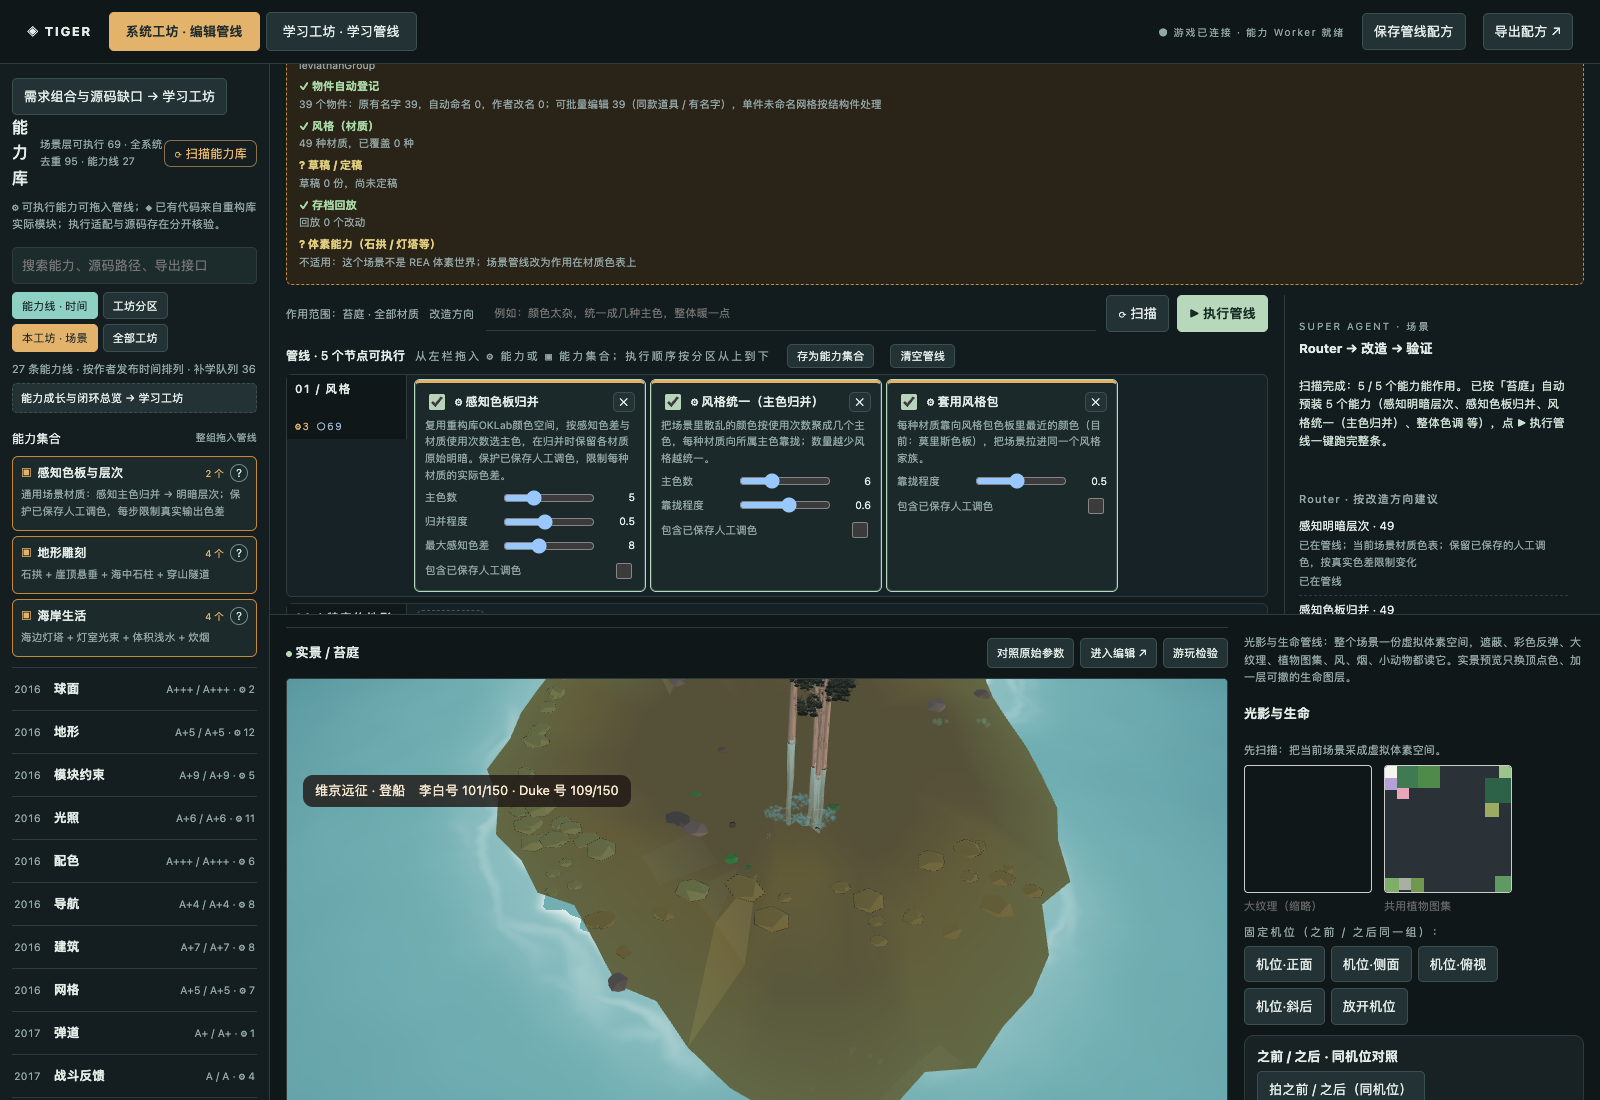 ◈ TIGER
系统工坊 · 编辑管线
学习工坊 · 学习管线
● 游戏已连接 · 能力 Worker 就绪
保存管线配方
导出配方 ↗
需求组合与源码缺口 → 学习工坊
能力库
场景层可执行 69 · 全系统去重 95 · 能力线 27
⟳ 扫描能力库
⚙ 可执行能力可拖入管线；◆ 已有代码来自重构库
实际模块；执行适配与源码存在分开核验。
搜索能力、源码路径、导出接口
能力线 · 时间
工坊分区
本工坊 · 场景
全部工坊
27 条能力线 · 按作者发布时间排列 · 补学队列 36
能力成长与闭环总览 → 学习工坊
能力集合
整组拖入管线
▣ 感知色板与层次 2 个 ?
通用场景材质：感知主色归并 → 明暗层次；保
护已保存人工调色，每步限制真实输出色差
▣ 地形雕刻 4 个 ?
石拱 + 崖顶悬垂 + 海中石柱 + 穿山隧道
▣ 海岸生活 4 个 ?
海边灯塔 + 灯室光束 + 体积浅水 + 炊烟
2016 球面 A+++ / A+++ · ⚙ 2
2016 地形 A+5 / A+5 · ⚙ 12
2016 模块约束 A+9 / A+9 · ⚙ 5
2016 光照 A+6 / A+6 · ⚙ 11
2016 配色 A+++ / A+++ · ⚙ 6
2016 导航 A+4 / A+4 · ⚙ 8
2016 建筑 A+7 / A+7 · ⚙ 8
2016 网格 A+5 / A+5 · ⚙ 7
2017 弹道 A+ / A+ · ⚙ 1
2017 战斗反馈 A / A · ⚙ 4
leviathanGroup
✓ 物件自动登记
39 个物件：原有名字 39，自动命名 0，作者改名 0；可批量编辑 39（同款道具 / 有名字），单件未命名网格按结构件处理
✓ 风格（材质）
49 种材质，已覆盖 0 种
? 草稿 / 定稿
草稿 0 份，尚未定稿
✓ 存档回放
回放 0 个改动
? 体素能力（石拱 / 灯塔等）
不适用：这个场景不是 REA 体素世界；场景管线改为作用在材质色表上
作用范围：苔庭 · 全部材质 改造方向
例如：颜色太杂，统一成几种主色，整体暖一点
⟳ 扫描
▶ 执行管线
管线 · 5 个节点可执行
从左栏拖入 ⚙ 能力或 ▣ 能力集合；执行顺序按分区从上到下
存为能力集合
清空管线
01 / 风格
⚙3 ⬡69
⚙ 感知色板归并 ✕
复用重构库OKLab颜色空间，按感知色差与
材质使用次数选主色，在归并时保留各材质
原始明暗。保护已保存人工调色，限制每种
材质的实际色差。
主色数 5
归并程度 0.5
最大感知色差 8
包含已保存人工调色
⚙ 风格统一（主色归并） ✕
把场景里散乱的颜色按使用次数聚成几个主
色，每种材质向所属主色靠拢；数量越少风
格越统一。
主色数 6
靠拢程度 0.6
包含已保存人工调色
⚙ 套用风格包 ✕
每种材质靠向风格包色板里最近的颜色（目
前：莫里斯色板），把场景拉进同一个风格
家族。
靠拢程度 0.5
包含已保存人工调色
SUPER AGENT · 场景
Router → 改造 → 验证
扫描完成：5 / 5 个能力能作用。 已按「苔庭」自动
预装 5 个能力（感知明暗层次、感知色板归并、风
格统一（主色归并）、整体色调 等），点 ▶ 执行管
线一键跑完整条。
Router · 按改造方向建议
感知明暗层次 · 49
已在管线；当前场景材质色表；保留已保存的人工调
色，按真实色差限制变化
已在管线
感知色板归并 · 49
● 实景 / 苔庭
对照原始参数
进入编辑 ↗
游玩检验
维京远征 · 登船 李白号 101/150 · Duke 号 109/150
光影与生命管线：整个场景一份虚拟体素空间，遮蔽、彩色反弹、大
纹理、植物图集、风、烟、小动物都读它。实景预览只换顶点色、加
一层可撤的生命图层。
光影与生命
先扫描：把当前场景采成虚拟体素空间。
大纹理（缩略）
共用植物图集
固定机位（之前 / 之后同一组）：
机位·正面
机位·侧面
机位·俯视
机位·斜后
放开机位
之前 / 之后 · 同机位对照
拍之前 / 之后（同机位）